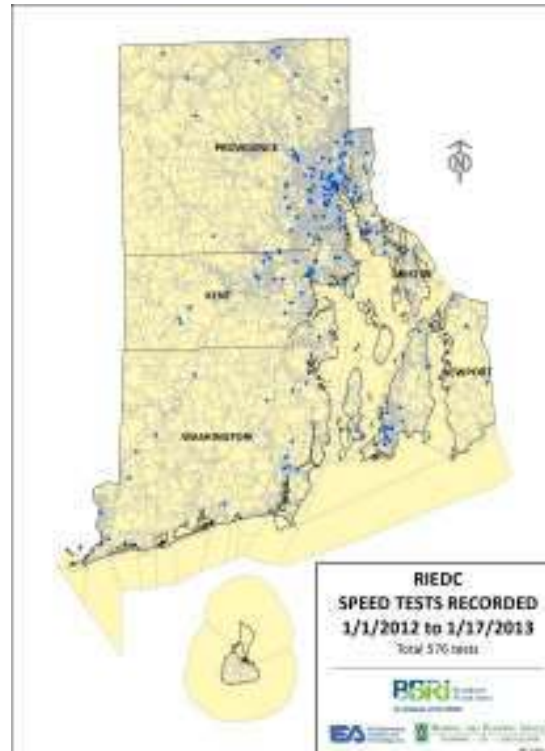 PROVIDENCE
N
BRISTOL
KENT
NEWPORT
WASHINGTON
RIEDC
SPEED TESTS RECORDED
1/1/2012 to 1/17/2013
Total 576 tests
BBRI